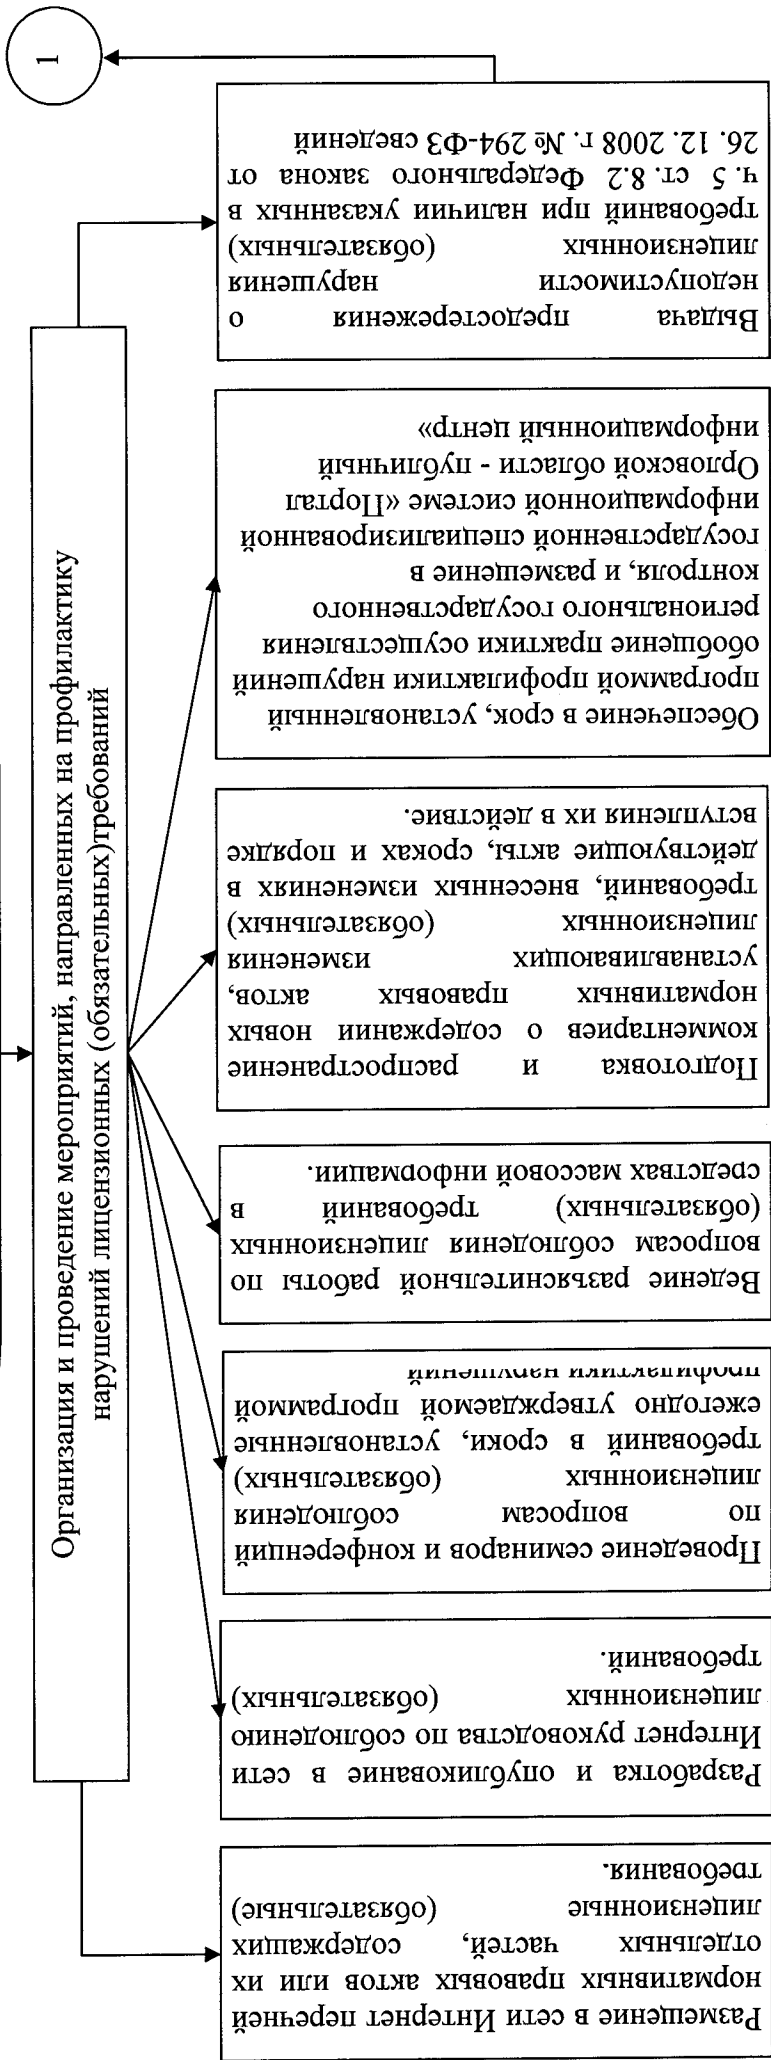 Организация и проведение мероприятий, направленных на профилактику
нарушений лицензионных (обязательных)требований
Размещение в сети Интернет перечней
нормативных правовых актов или их
отдельных частей, содержащих
лицензионные (обязательные)
требования.
Разработка и опубликование в сети
Интернет руководства по соблюдению
лицензионных (обязательных)
требований.
Проведение семинаров и конференций
по вопросам соблюдения
лицензионных (обязательных)
требований в сроки, установленные
ежегодно утверждаемой программой
профилактики нарушений
Ведение разъяснительной работы по
вопросам соблюдения лицензионных
(обязательных) требований в
средствах массовой информации.
Подготовка и распространение
комментариев о содержании новых
нормативных правовых актов,
устанавливающих изменения
лицензионных (обязательных)
требований, внесенных изменениях в
действующие акты, сроках и порядке
вступления их в действие.
Обеспечение в срок, установленный
программой профилактики нарушений
обобщение практики осуществления
регионального государственного
контроля, и размещение в
государственной специализированной
информационной системе «Портал
Орловской области - публичный
информационный центр»
Выдача предостережения о
недопустимости нарушения
лицензионных (обязательных)
требований при наличии указанных в
ч. 5 ст. 8.2 Федерального закона от
26. 12. 2008 г. № 294-ФЗ сведений
1